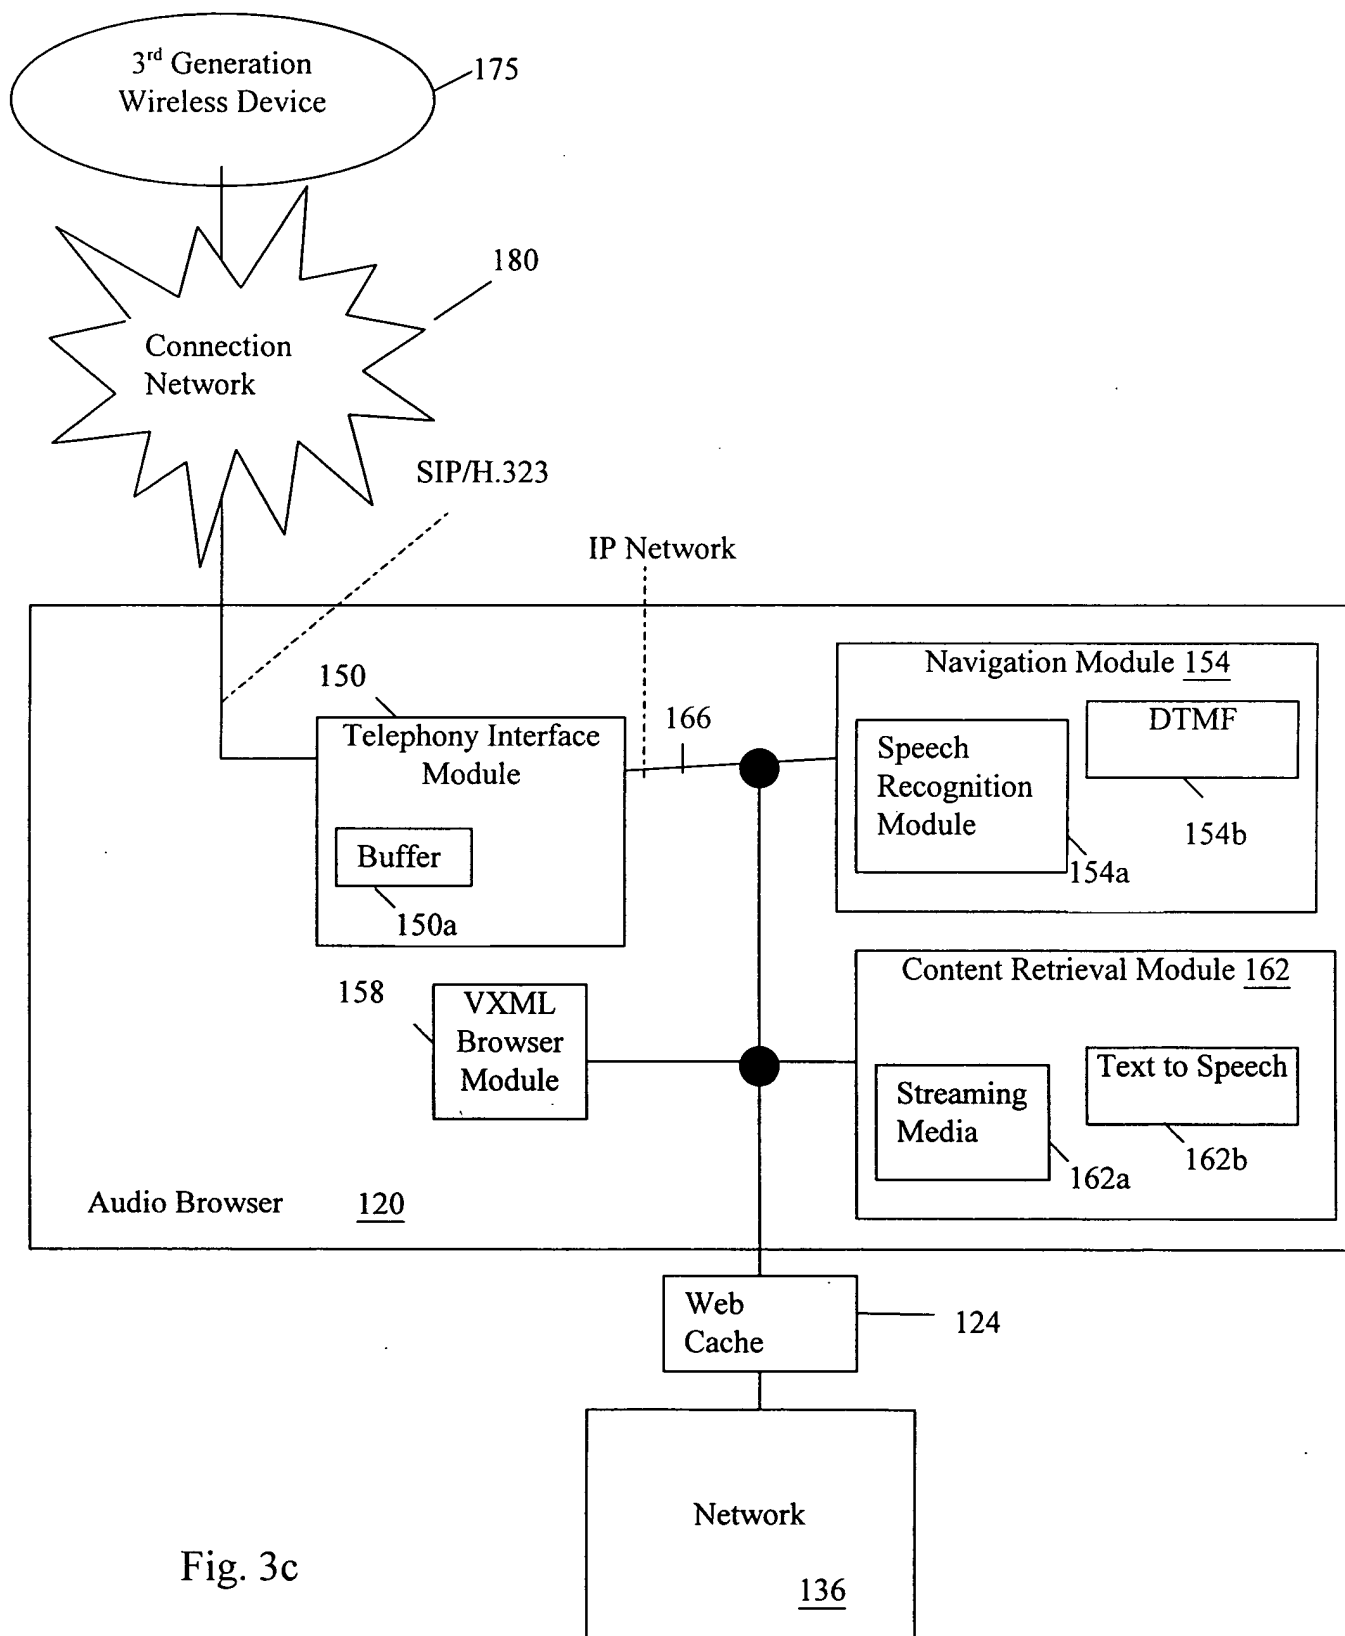 3rd Generation
Wireless Device
175
180
Connection
Network
SIP/H.323
IP Network
150
Telephony Interface
Module
Buffer
150a
166
Navigation Module 154
Speech
Recognition
Module
154a
DTMF
154b
158
VXML
Browser
Module
Content Retrieval Module 162
Streaming
Media
162a
Text to Speech
162b
Audio Browser 120
Web
Cache
124
Network
136
Fig. 3c